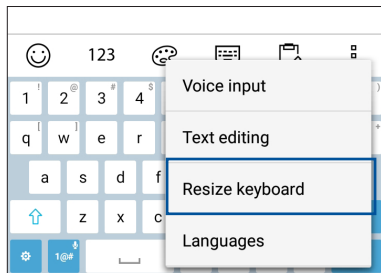 123
Voice input
1 ! 2 @ 3 # 4 $ )
Text editing
q [ w ] e r +
Resize keyboard
a s d f
z x c
Languages
1@#